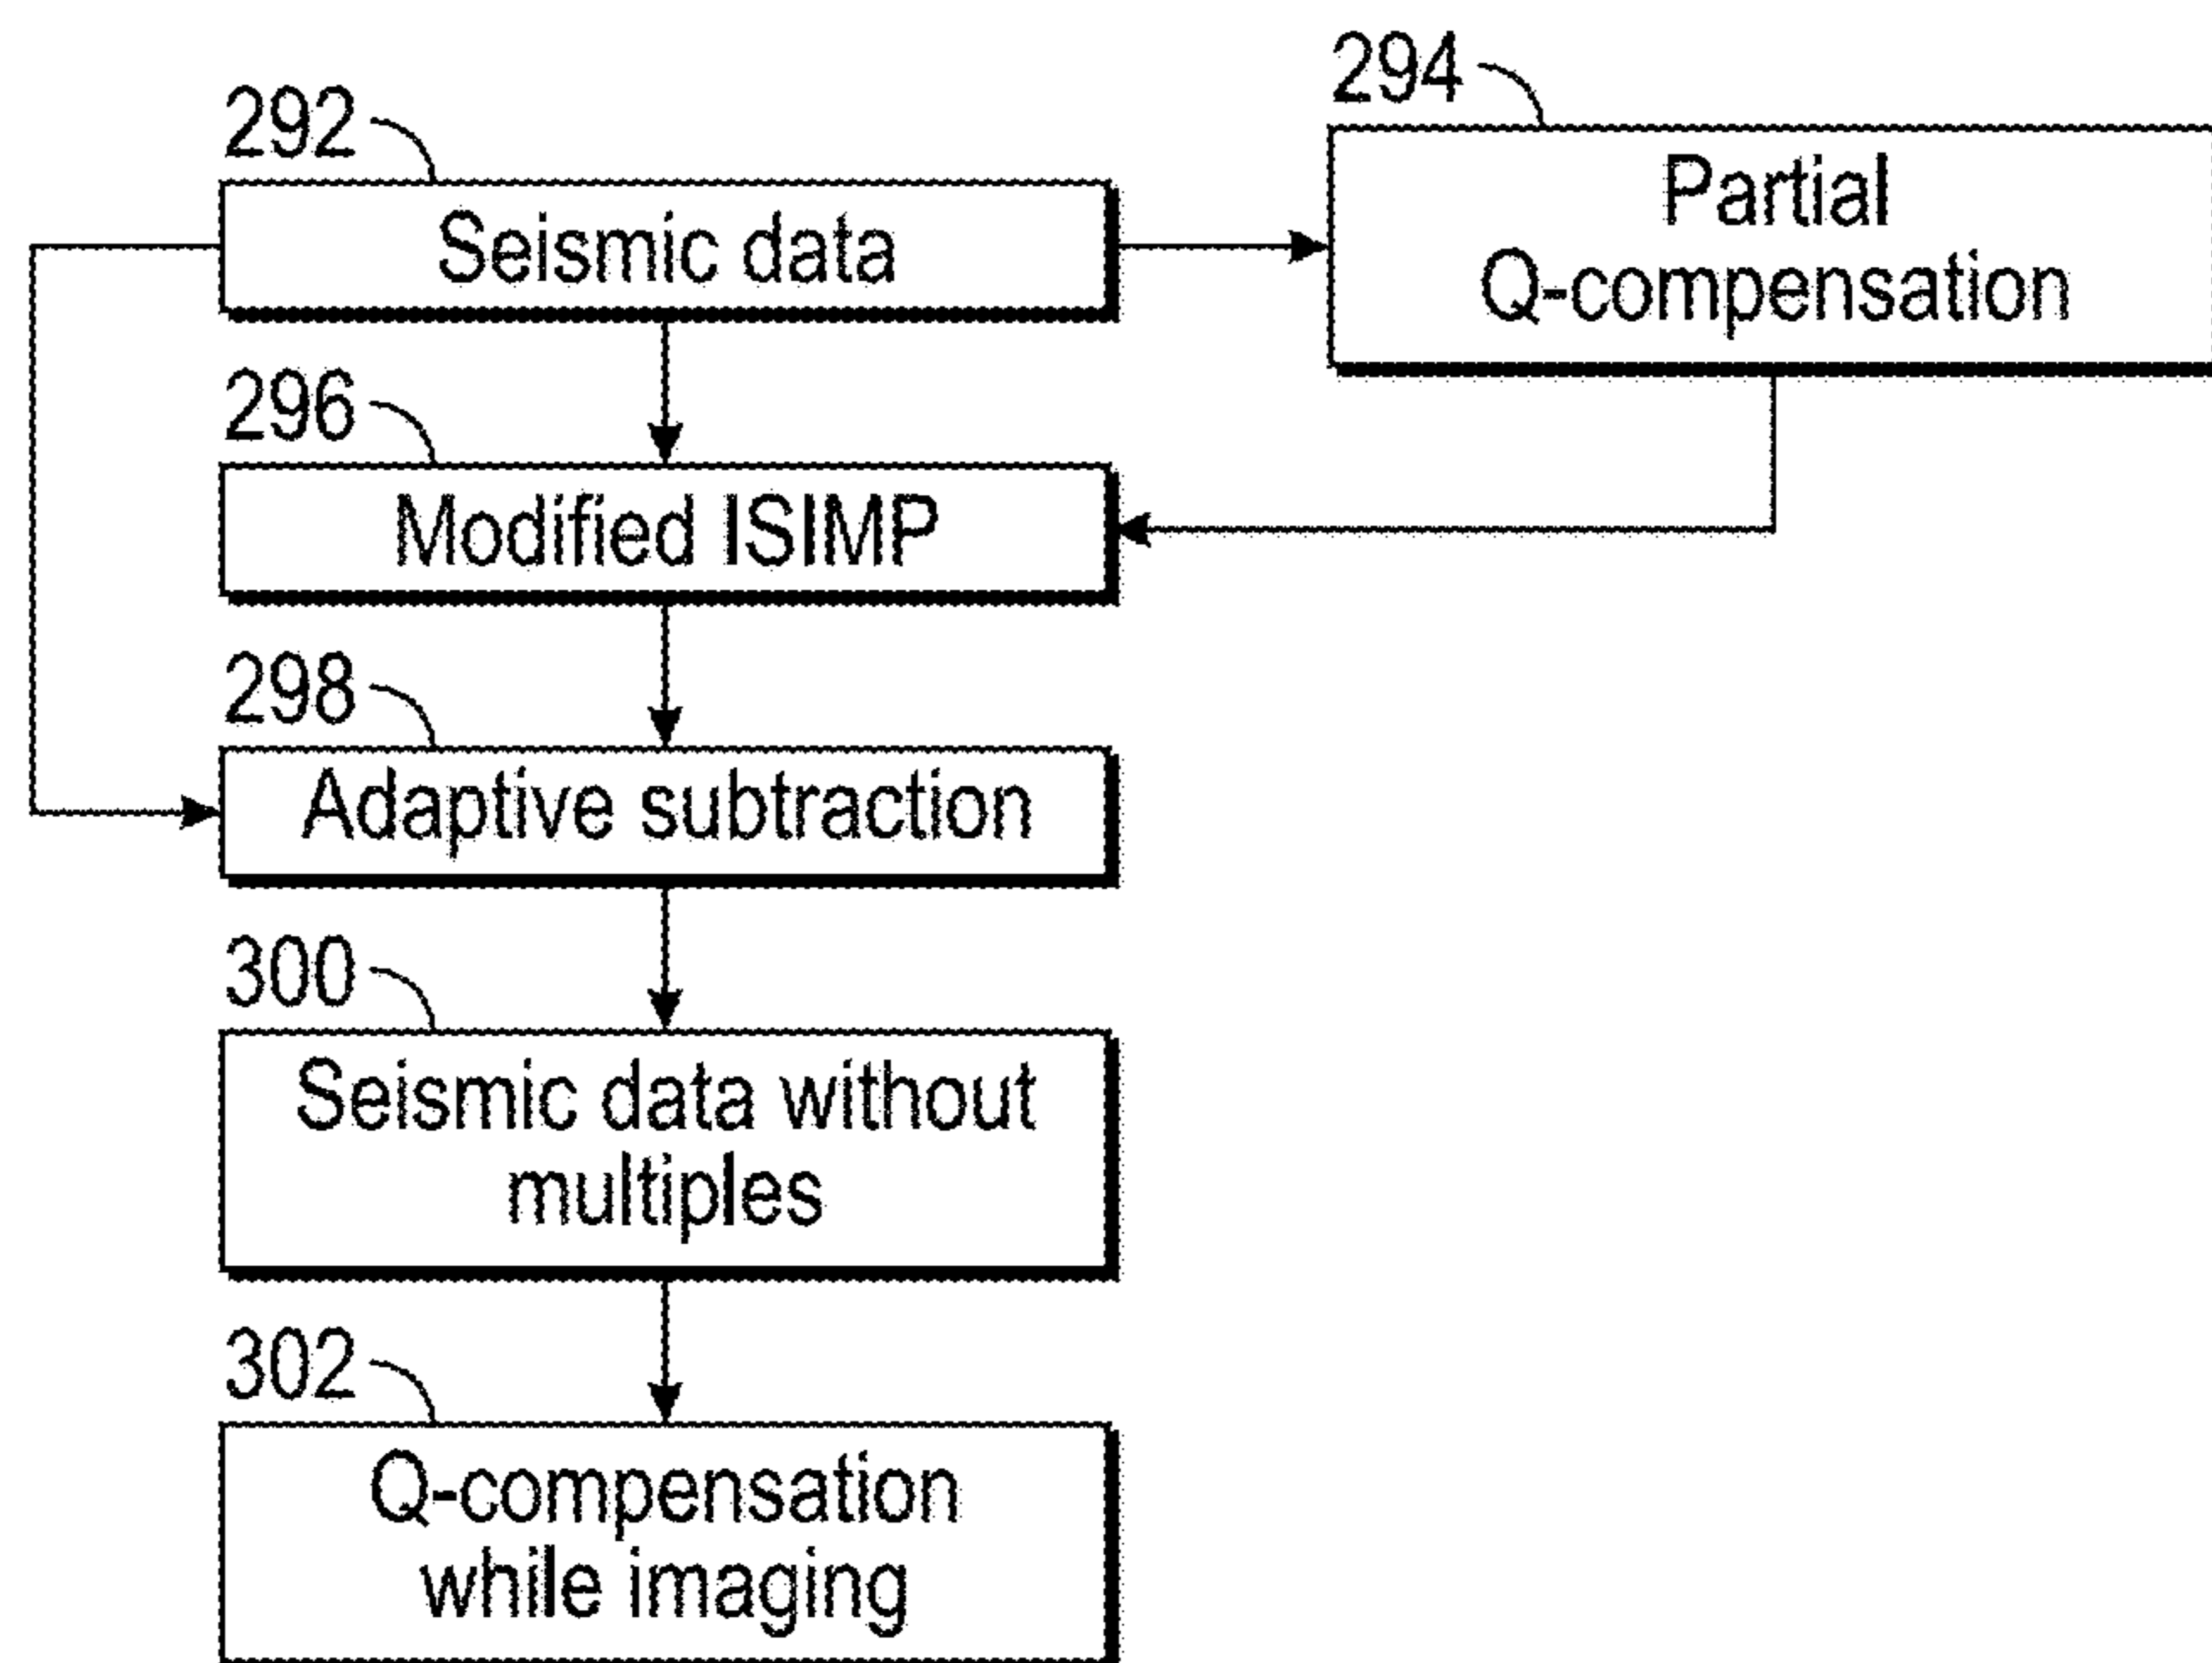 292
Seismic data
294
Partial
Q-compensation
296
Modified ISIMP
298
Adaptive subtraction
300
Seismic data without
multiples
302
Q-compensation
while imaging